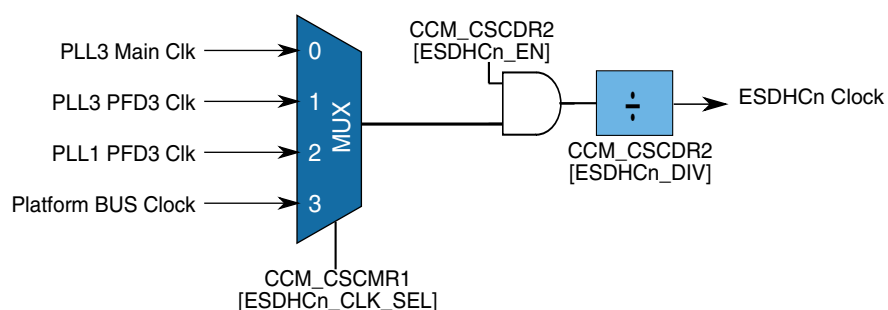 CCM_CSCDR2
[ESDHCn_EN]
PLL3 Main Clk
0
PLL3 PFD3 Clk
1
ESDHCn Clock
MUX
PLL1 PFD3 Clk
2
CCM_CSCDR2
[ESDHCn_DIV]
Platform BUS Clock
3
CCM_CSCMR1
[ESDHCn_CLK_SEL]